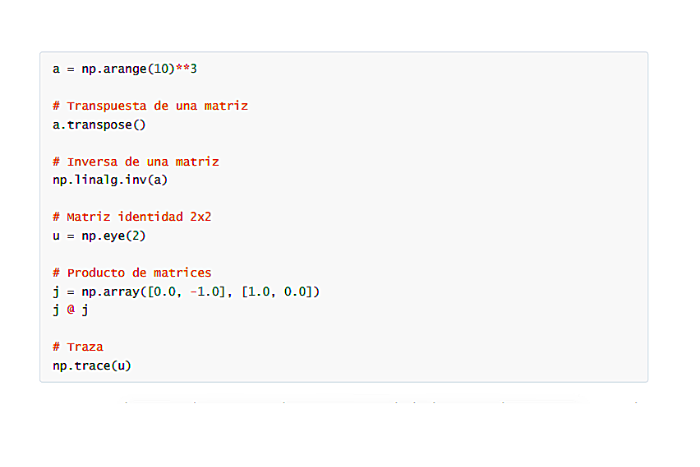 a = np.arange(10)**3
# Transpuesta de una matriz
a.transpose()
# Inversa de una matriz
np.linalg.inv(a)
# Matriz identidad 2x2
u = np.eye(2)
# Producto de matrices
j = np.array([0.0, -1.0], [1.0, 0.0])
j @ j
# Traza
np.trace(u)